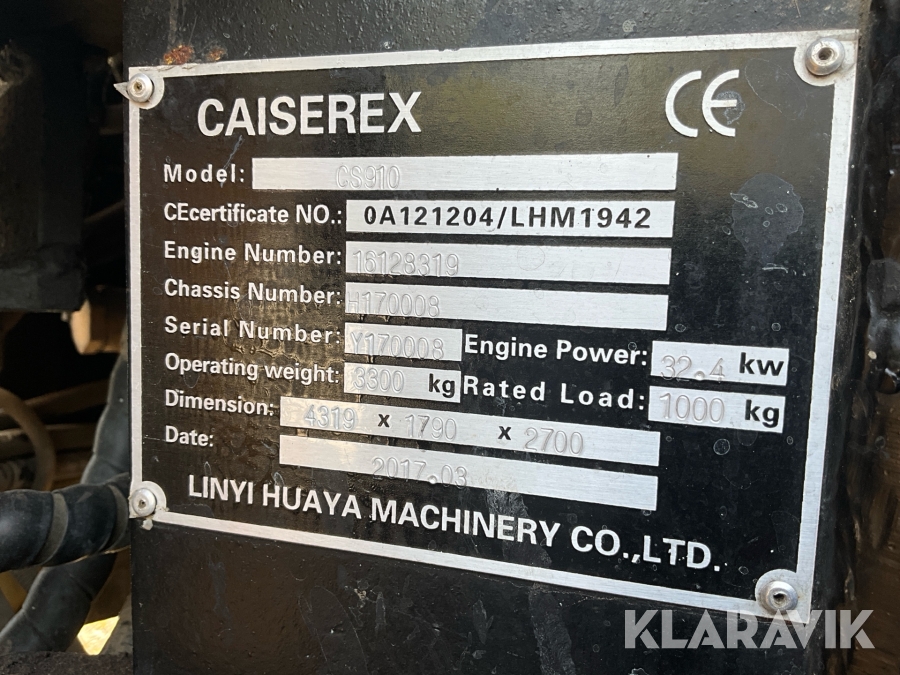 CAISEREX CE
Model: CS910
CEcertificate NO.: 0A121204/LHM1942
Engine Number: 16128319
Chassis Number: H170008
Serial Number: Y170008 Engine Power: 32.4 kw
Operating weight: 3300 kg Rated Load: 1000 kg
Dimension: 4319 x 1790 x 2700
Date: 2017.03
LINYI HUAYA MACHINERY CO.,LTD.
KLARAVIK